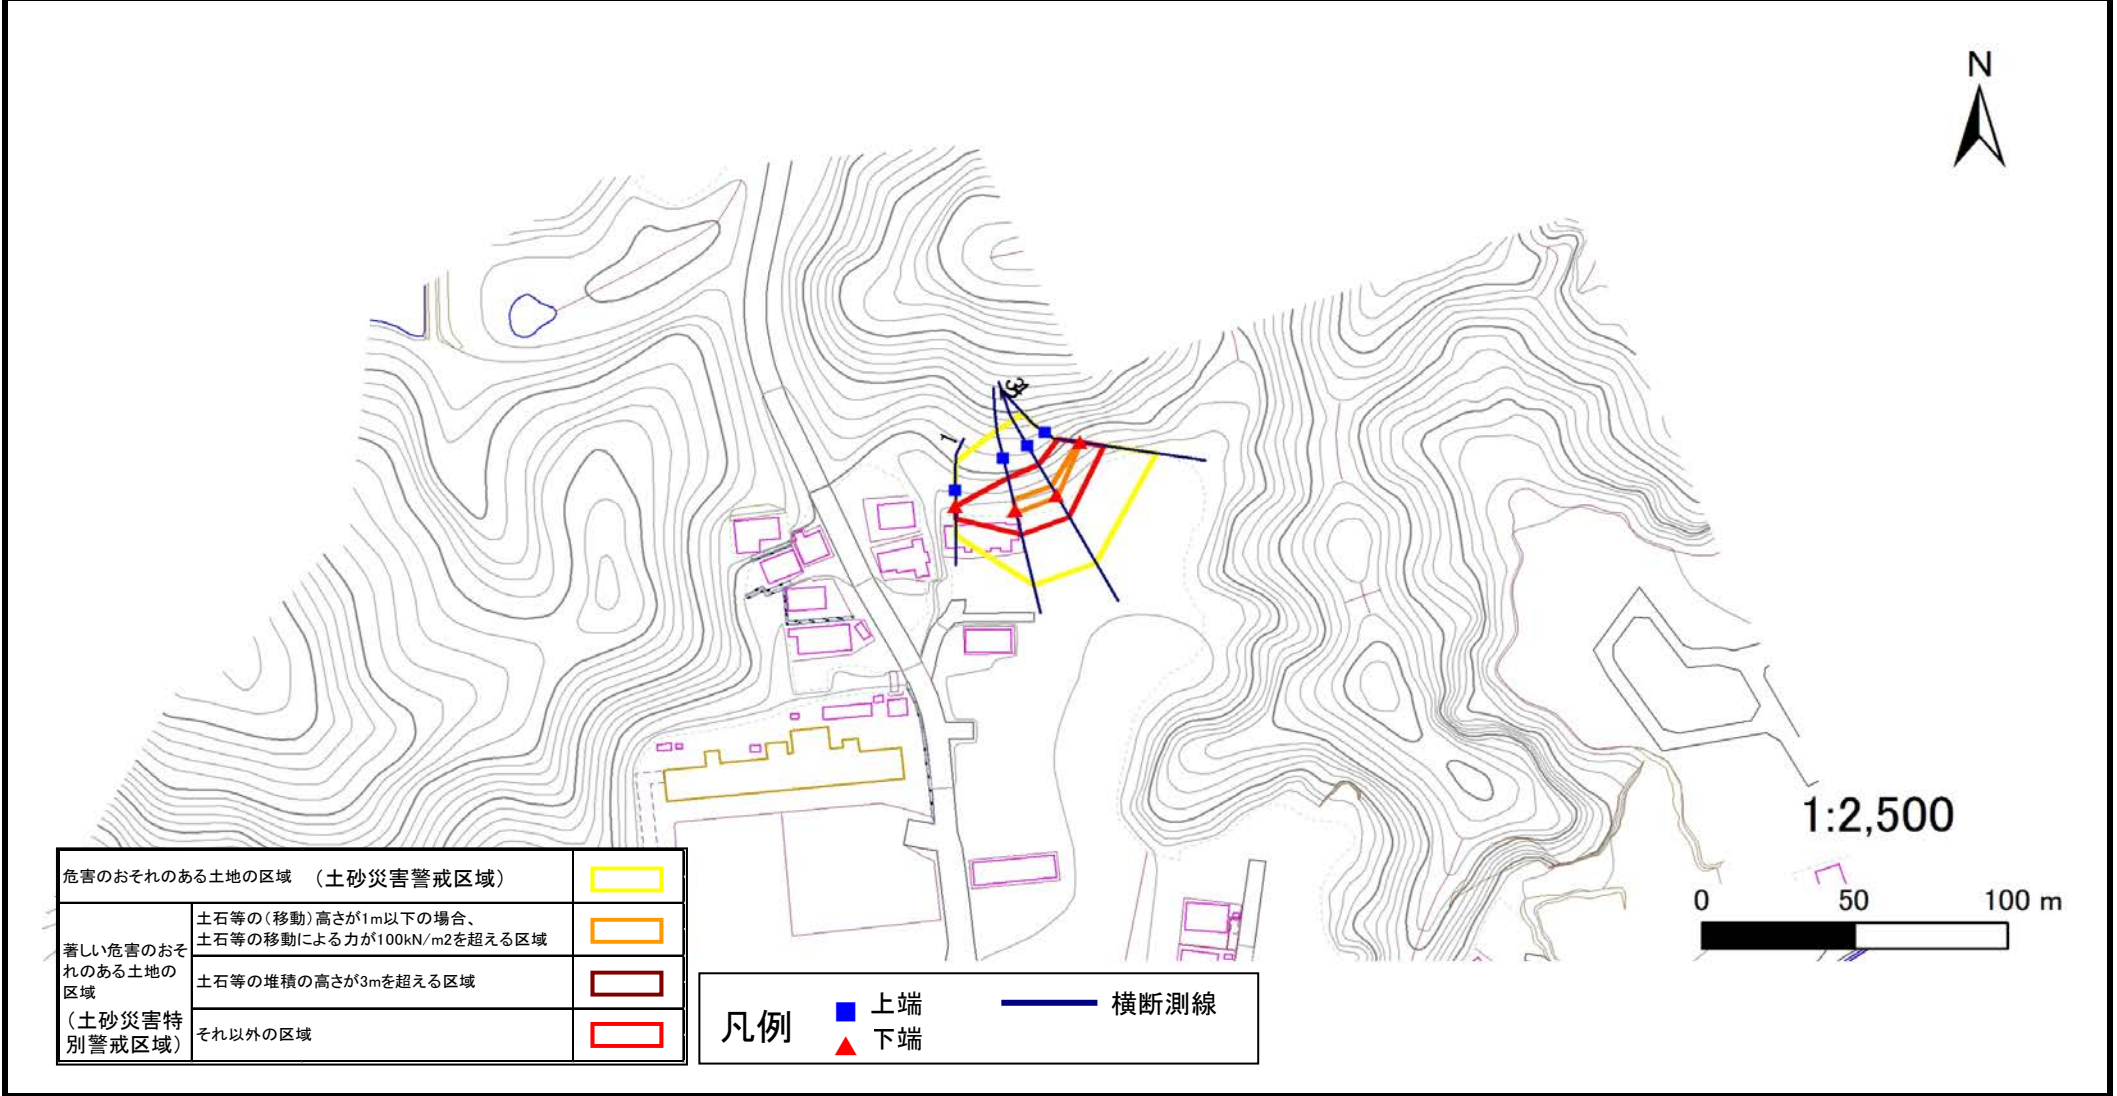 N
1
1:2,500
0 50 100 m
危害のおそれのある土地の区域 （土砂災害警戒区域）
著しい危害のおそ
れのある土地の
区域
（土砂災害特
別警戒区域）
土石等の（移動）高さが1m以下の場合、
土石等の移動による力が100kN/m2を超える区域
土石等の堆積の高さが3mを超える区域
それ以外の区域
凡例
上端
下端
横断測線